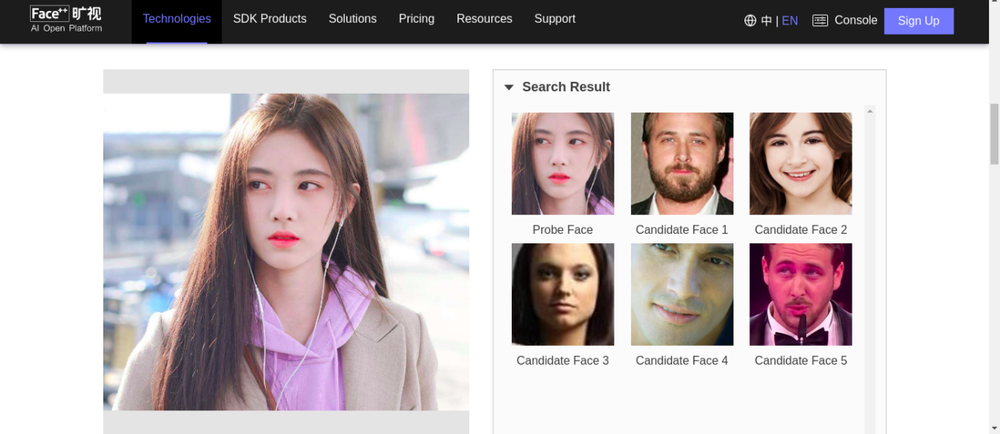 Face++ 旷视
AI Open Platform
Technologies SDK Products Solutions Pricing Resources Support 中 | EN Console Sign Up
Search Result
Probe Face Candidate Face 1 Candidate Face 2
Candidate Face 3 Candidate Face 4 Candidate Face 5